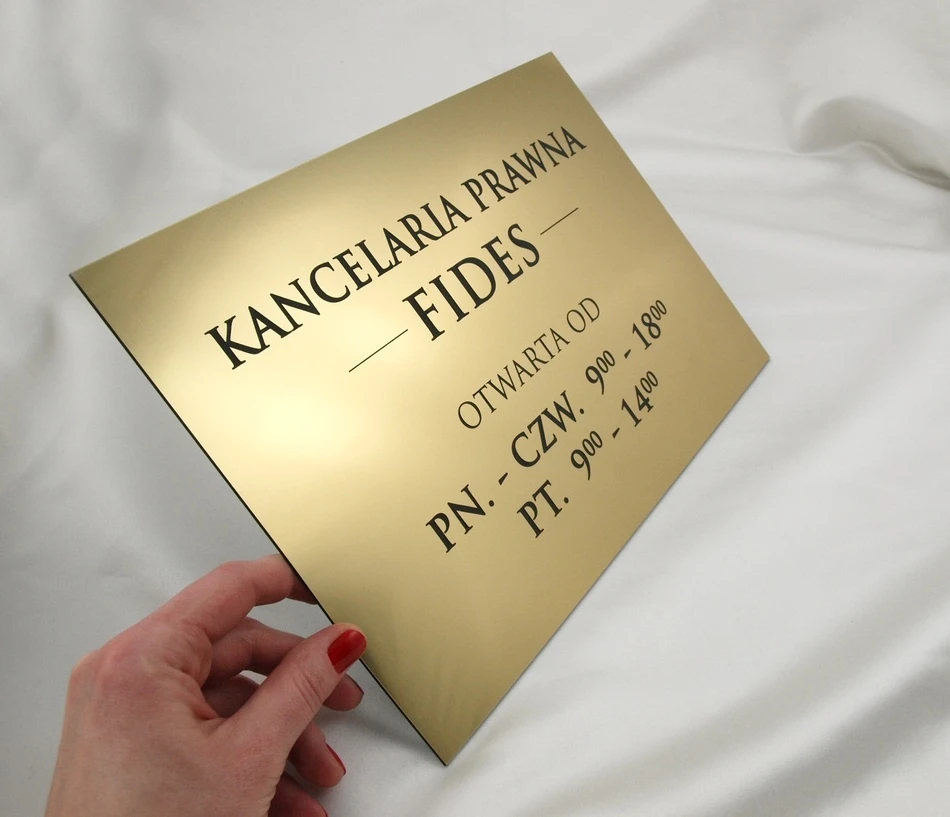 KANCELARIA PRAWNA
FIDES
OTWARTA OD
PN. - CZW. 9⁰⁰ - 18⁰⁰
PT. 9⁰⁰ - 14⁰⁰